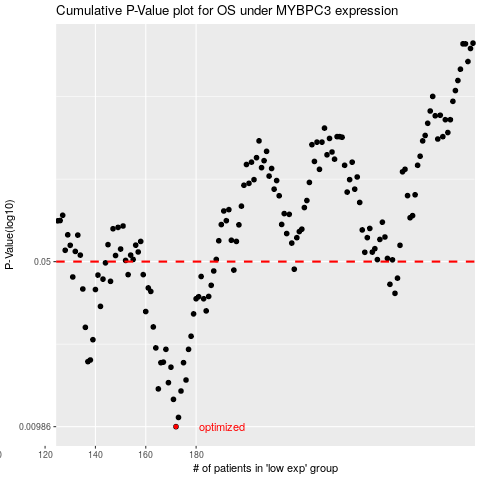 Cumulative P-Value plot for OS under MYBPC3 expression
P-Value(log10)
0.05
0.00986
optimized
0 120 140 160 180
# of patients in 'low exp' group